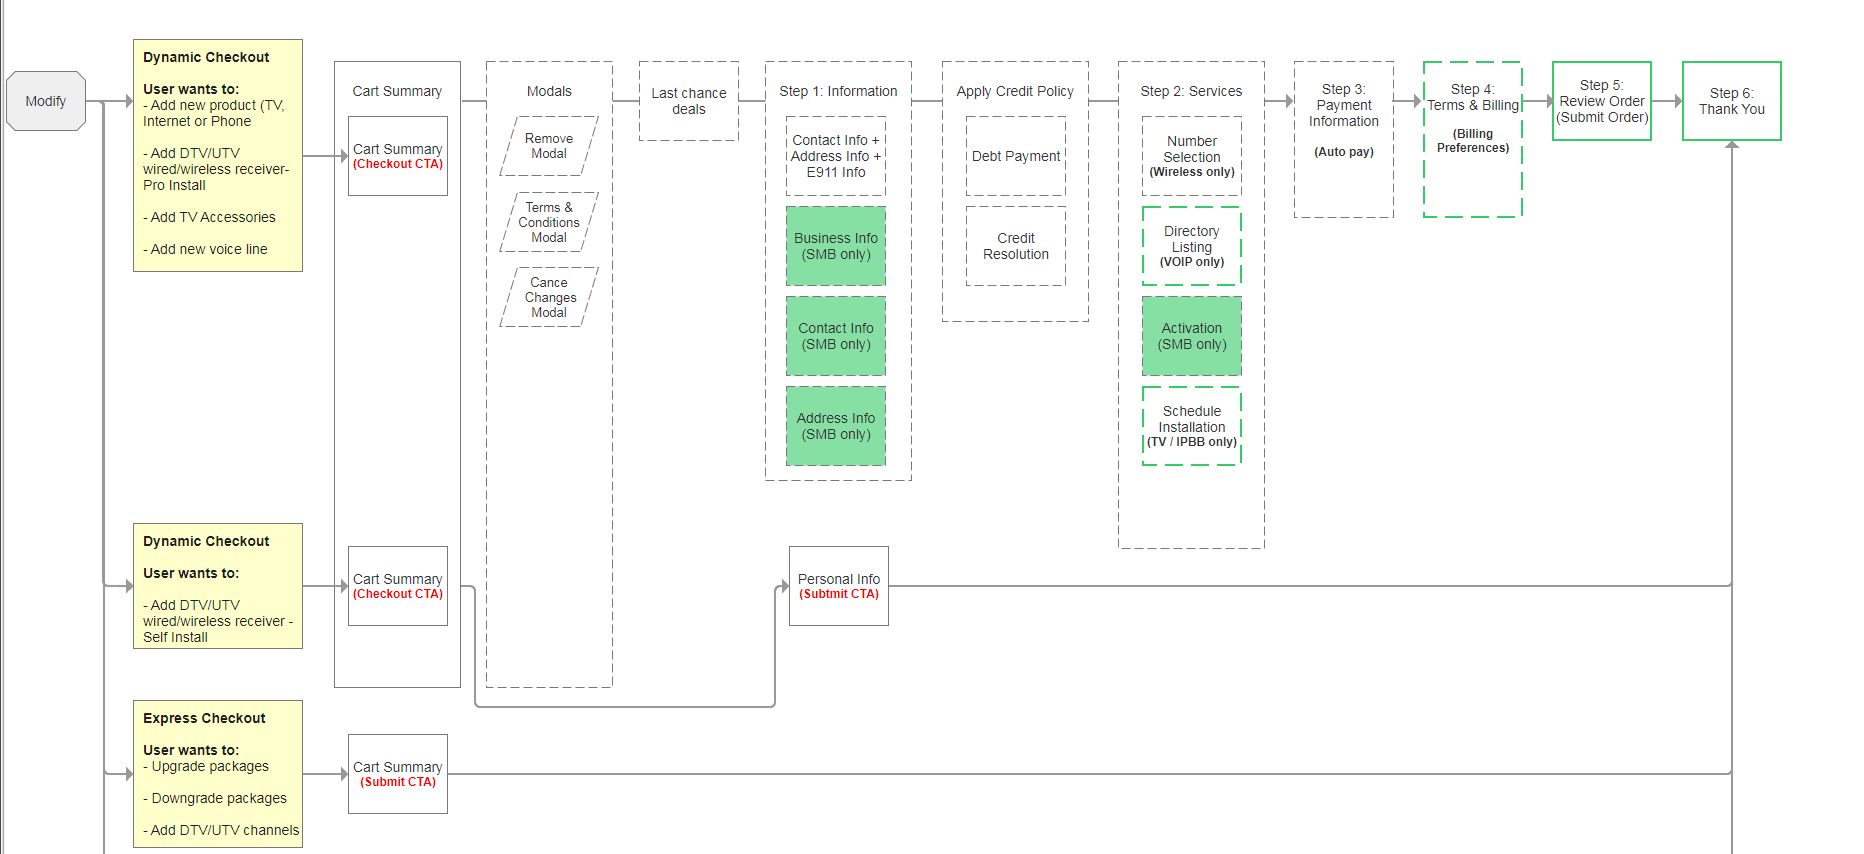 Modify
Dynamic Checkout
User wants to:
- Add new product (TV,
Internet or Phone
- Add DTV/UTV
wired/wireless receiver-
Pro Install
- Add TV Accessories
- Add new voice line
Cart Summary
Cart Summary
(Checkout CTA)
Modals
Remove
Modal
Terms &
Conditions
Modal
Cance
Changes
Modal
Last chance
deals
Step 1: Information
Contact Info +
Address Info +
E911 Info
Business Info
(SMB only)
Contact Info
(SMB only)
Address Info
(SMB only)
Apply Credit Policy
Debt Payment
Credit
Resolution
Step 2: Services
Number
Selection
(Wireless only)
Directory
Listing
(VOIP only)
Activation
(SMB only)
Schedule
Installation
(TV / IPBB only)
Step 3:
Payment
Information
(Auto pay)
Step 4:
Terms & Billing
(Billing
Preferences)
Step 5:
Review Order
(Submit Order)
Step 6:
Thank You
Dynamic Checkout
User wants to:
- Add DTV/UTV
wired/wireless receiver -
Self Install
Cart Summary
(Checkout CTA)
Personal Info
(Subtmit CTA)
Express Checkout
User wants to:
- Upgrade packages
- Downgrade packages
- Add DTV/UTV channels
Cart Summary
(Submit CTA)